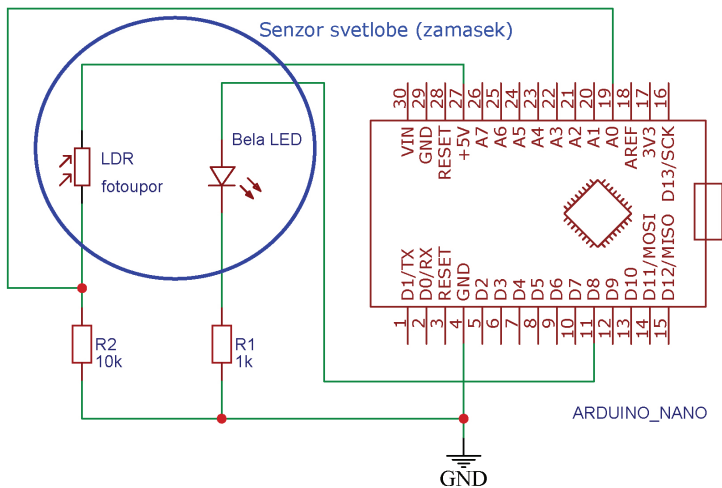 Senzor svetlobe (zamasek)
LDR
fotoupor
Bela LED
R2
10k
R1
1k
30 29 28 27 26 25 24 23 22 21 20 19 18 17 16
VIN GND RESET +5V A7 A6 A5 A4 A3 A2 A1 A0 AREF 3V3 D13/SCK
D1/TX D0/RX RESET GND D2 D3 D4 D5 D6 D7 D8 D9 D10 D11/MOSI D12/MISO
1 2 3 4 5 6 7 8 9 10 11 12 13 14 15
ARDUINO_NANO
GND